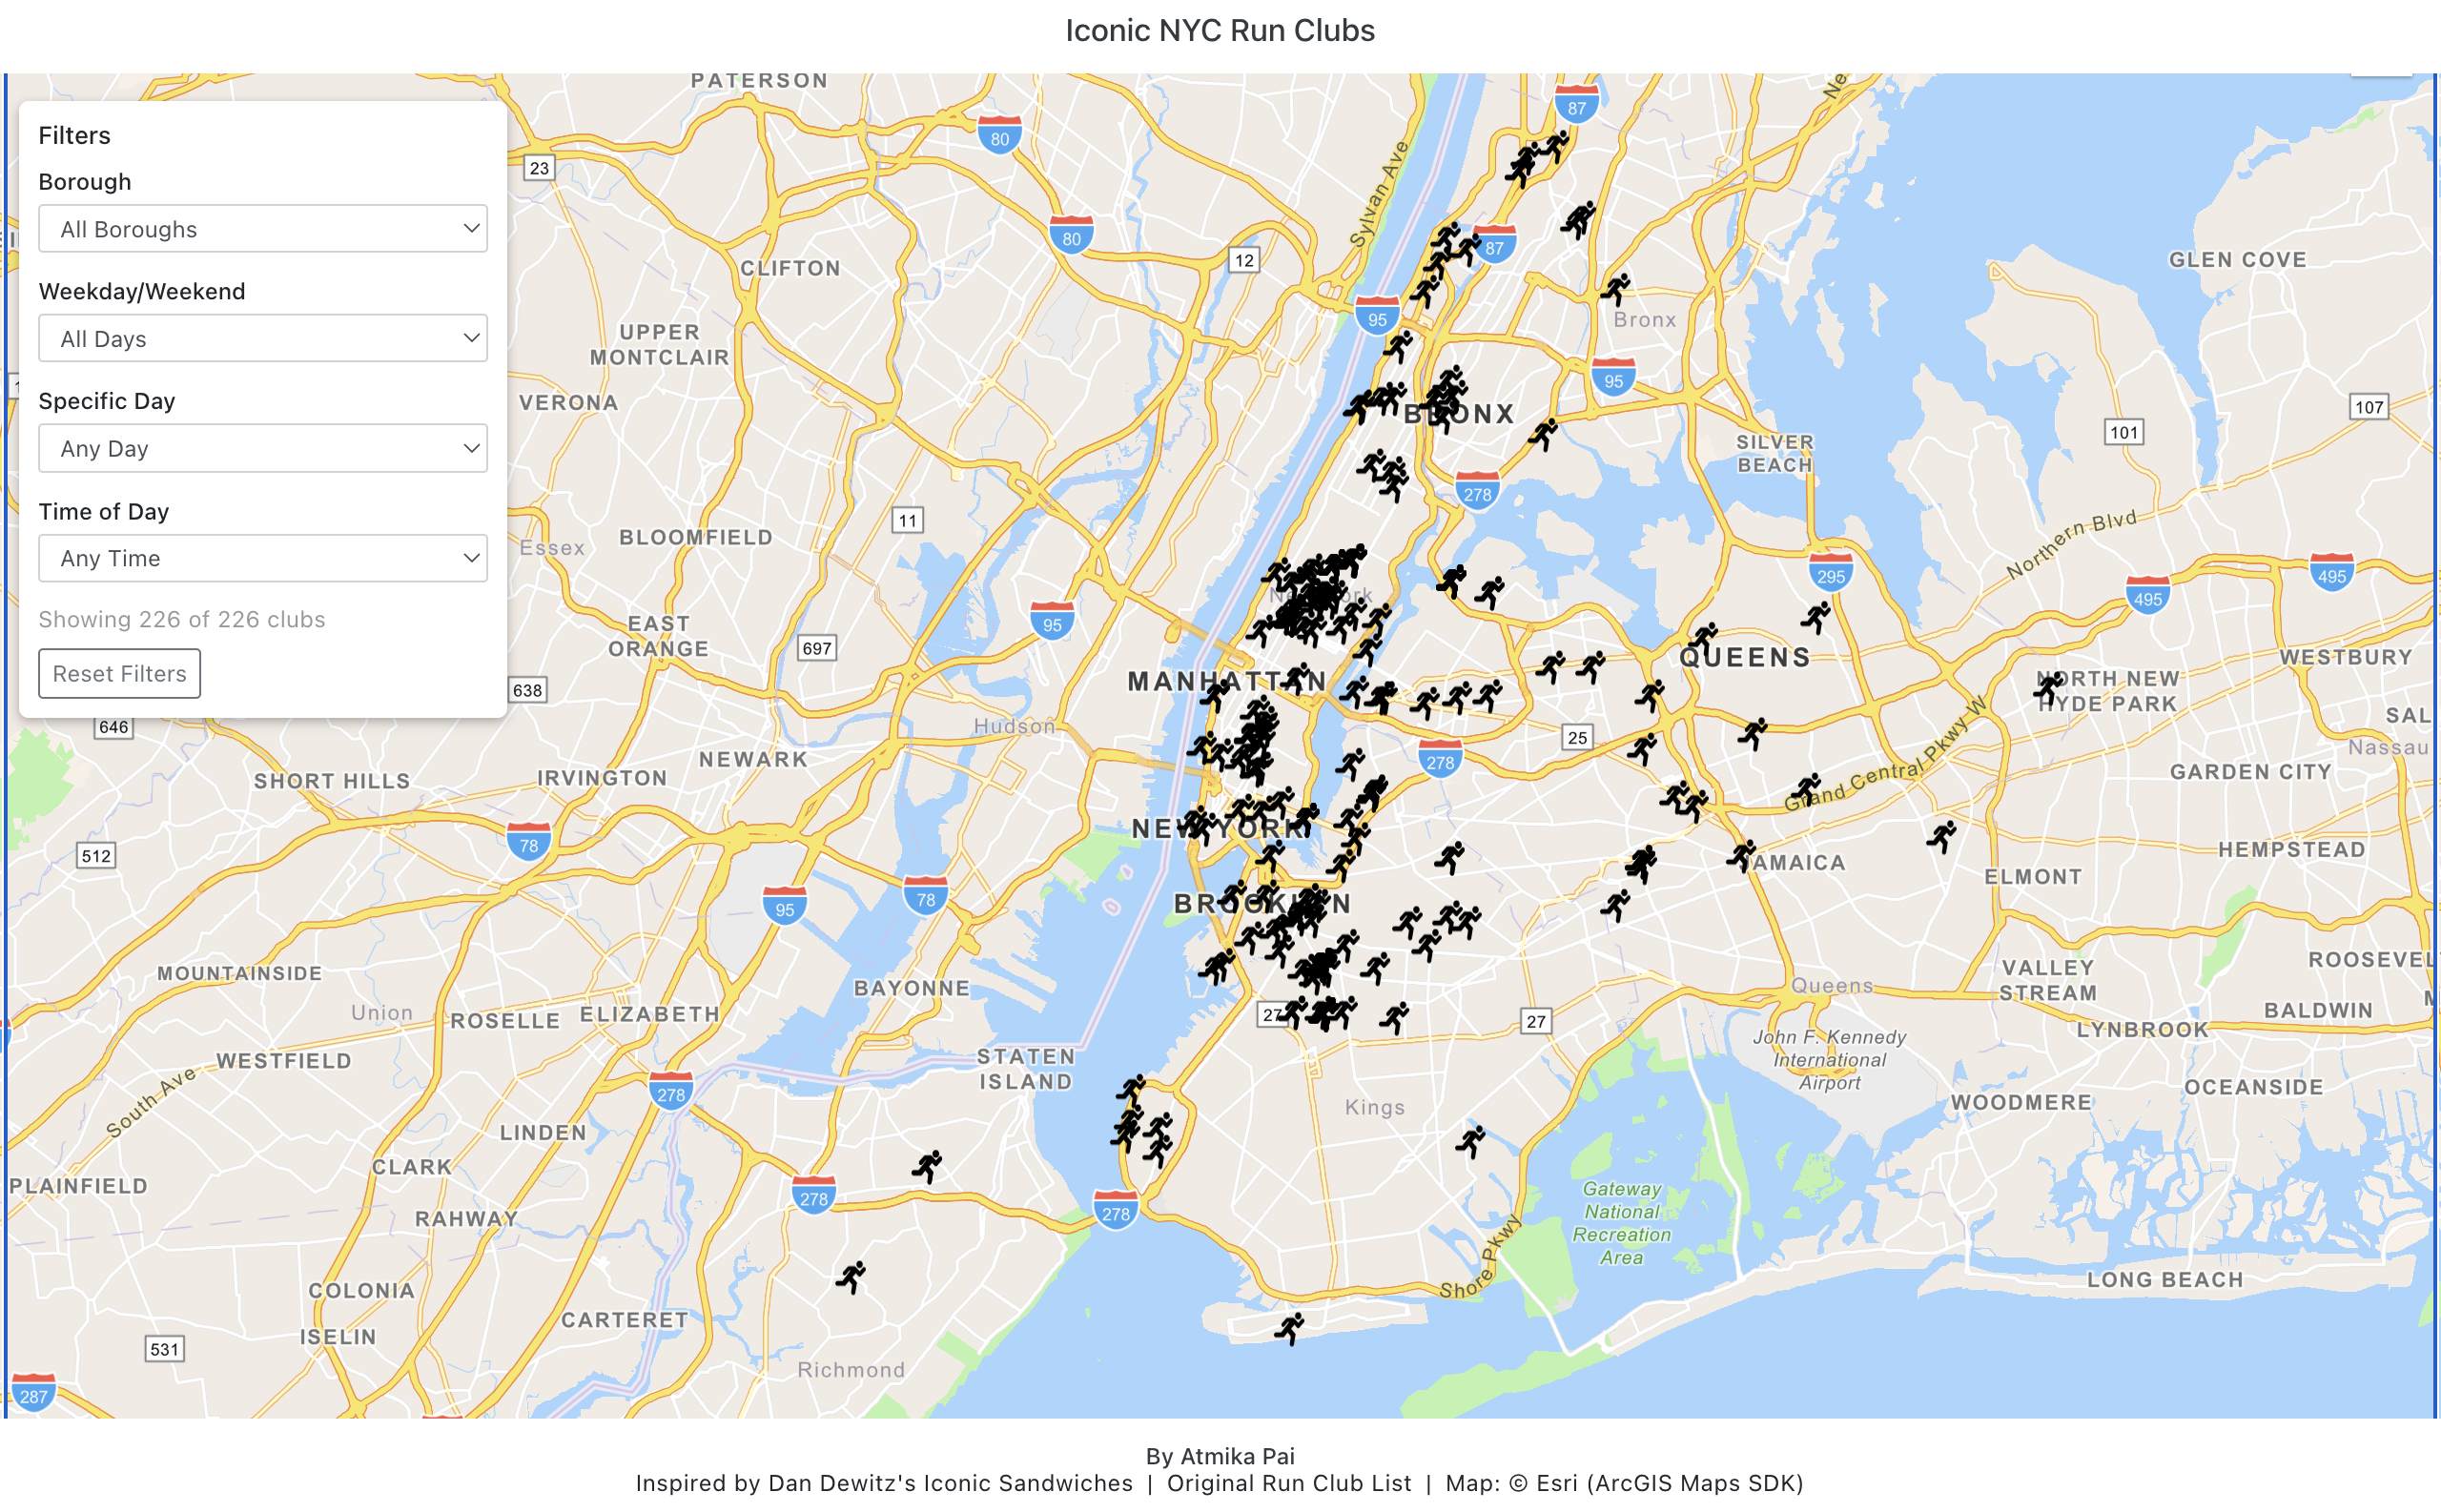 Iconic NYC Run Clubs
Filters
Borough
All Boroughs
Weekday/Weekend
All Days
Specific Day
Any Day
Time of Day
Any Time
Showing 226 of 226 clubs
Reset Filters
PATERSON
87
80
23
Sylvan Ave
80
12
87
GLEN COVE
CLIFTON
95
Bronx
UPPER
MONTCLAIR
95
VERONA
107
101
SILVER
BEACH
278
11
BLOOMFIELD
Essex
Northern Blvd
295
495
495
95
EAST
ORANGE
697
QUEENS
WESTBURY
MANHATTAN
638
NORTH NEW
HYDE PARK
646
Hudson
SAL
25
Nassau
NEWARK
278
SHORT HILLS
IRVINGTON
Grand Central Pkwy W
GARDEN CITY
NEW YORK
78
512
HEMPSTEAD
ELMONT
78
95
BROOKLYN
MOUNTAINSIDE
ROOSEVEL
VALLEY
STREAM
BAYONNE
Queens
Union
ROSELLE
ELIZABETH
27
27
BALDWIN
LYNBROOK
John F. Kennedy
International
Airport
WESTFIELD
STATEN
ISLAND
278
South Ave
Kings
WOODMERE
OCEANSIDE
LINDEN
CLARK
PLAINFIELD
278
278
Gateway
National
Recreation
Area
RAHWAY
Shore Pkwy
COLONIA
LONG BEACH
CARTERET
ISELIN
531
Richmond
287
By Atmika Pai
Inspired by Dan Dewitz's Iconic Sandwiches | Original Run Club List | Map: © Esri (ArcGIS Maps SDK)